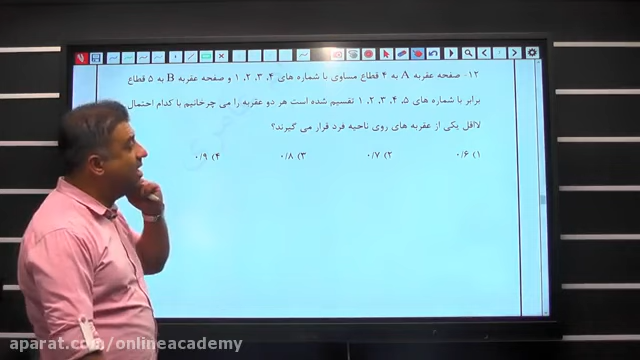 ۱۲- صفحه عقربه A به ۴ قطاع مساوی با شماره های ۴، ۳، ۲، ۱ و صفحه عقربه B به ۵ قطاع
برابر با شماره های ۵، ۴، ۳، ۲، ۱ تقسیم شده است هر دو عقربه را می چرخانیم با کدام احتمال
لااقل یکی از عقربه های روی ناحیه فرد قرار می گیرند؟
۱) ۰/۶ ۲) ۰/۷ ۳) ۰/۸ ۴) ۰/۹
aparat.com/onlineacademy